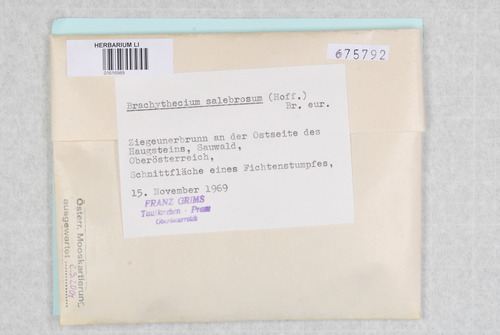 HERBARIUM LI
675792
Brachythecium salebrosum (Hoff.)
Br. eur.
Ziegeunerbrunn an der Ostseite des
Haugsteins, Sauwald,
Oberösterreich,
Schnittfläche eines Fichtenstumpfes,
15. November 1969
FRANZ GRIMS
Taufkirchen - Pram
Oberösterreich
Österr. Mooskartierung
ausgewertet